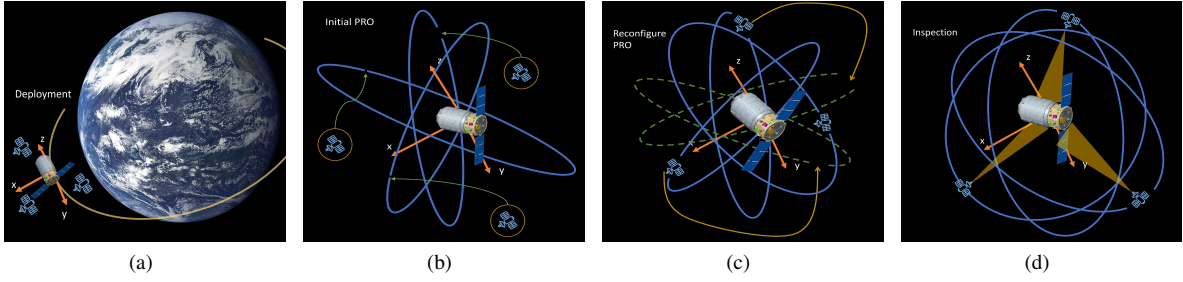 Deployment
z
x
y
Initial PRO
z
x
y
Reconfigure
PRO
z
x
y
Inspection
z
x
y
(a)
(b)
(c)
(d)